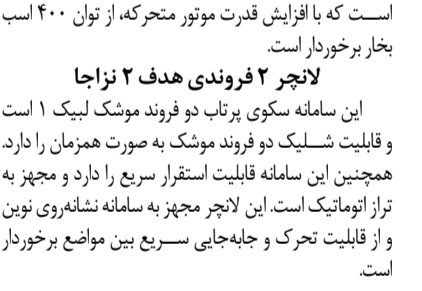 است که با افزایش قدرت موتور متحرکه، از توان ۴۰۰ اسب
بخار برخوردار است.
لانچر ۲ فروندی هدف ۲ نزاجا
این سامانه سکوی پرتاب دو فروند موشک لبیک ۱ است
و قابلیت شلیک دو فروند موشک به صورت همزمان را دارد.
همچنین این سامانه قابلیت استقرار سریع را دارد و مجهز به
تراز اتوماتیک است. این لانچر مجهز به سامانه نشانه‌روی نوین
و از قابلیت تحرک و جابه‌جایی سریع بین مواضع برخوردار
است.